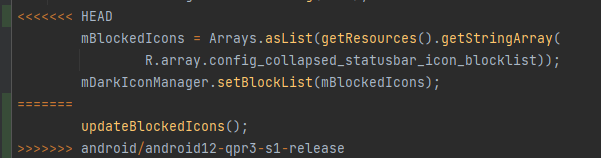 <<<<<<< HEAD
        mBlockedIcons = Arrays.asList(getResources().getStringArray(
                R.array.config_collapsed_statusbar_icon_blocklist));
        mDarkIconManager.setBlockList(mBlockedIcons);
=======
        updateBlockedIcons();
>>>>>>> android/android12-qpr3-s1-release